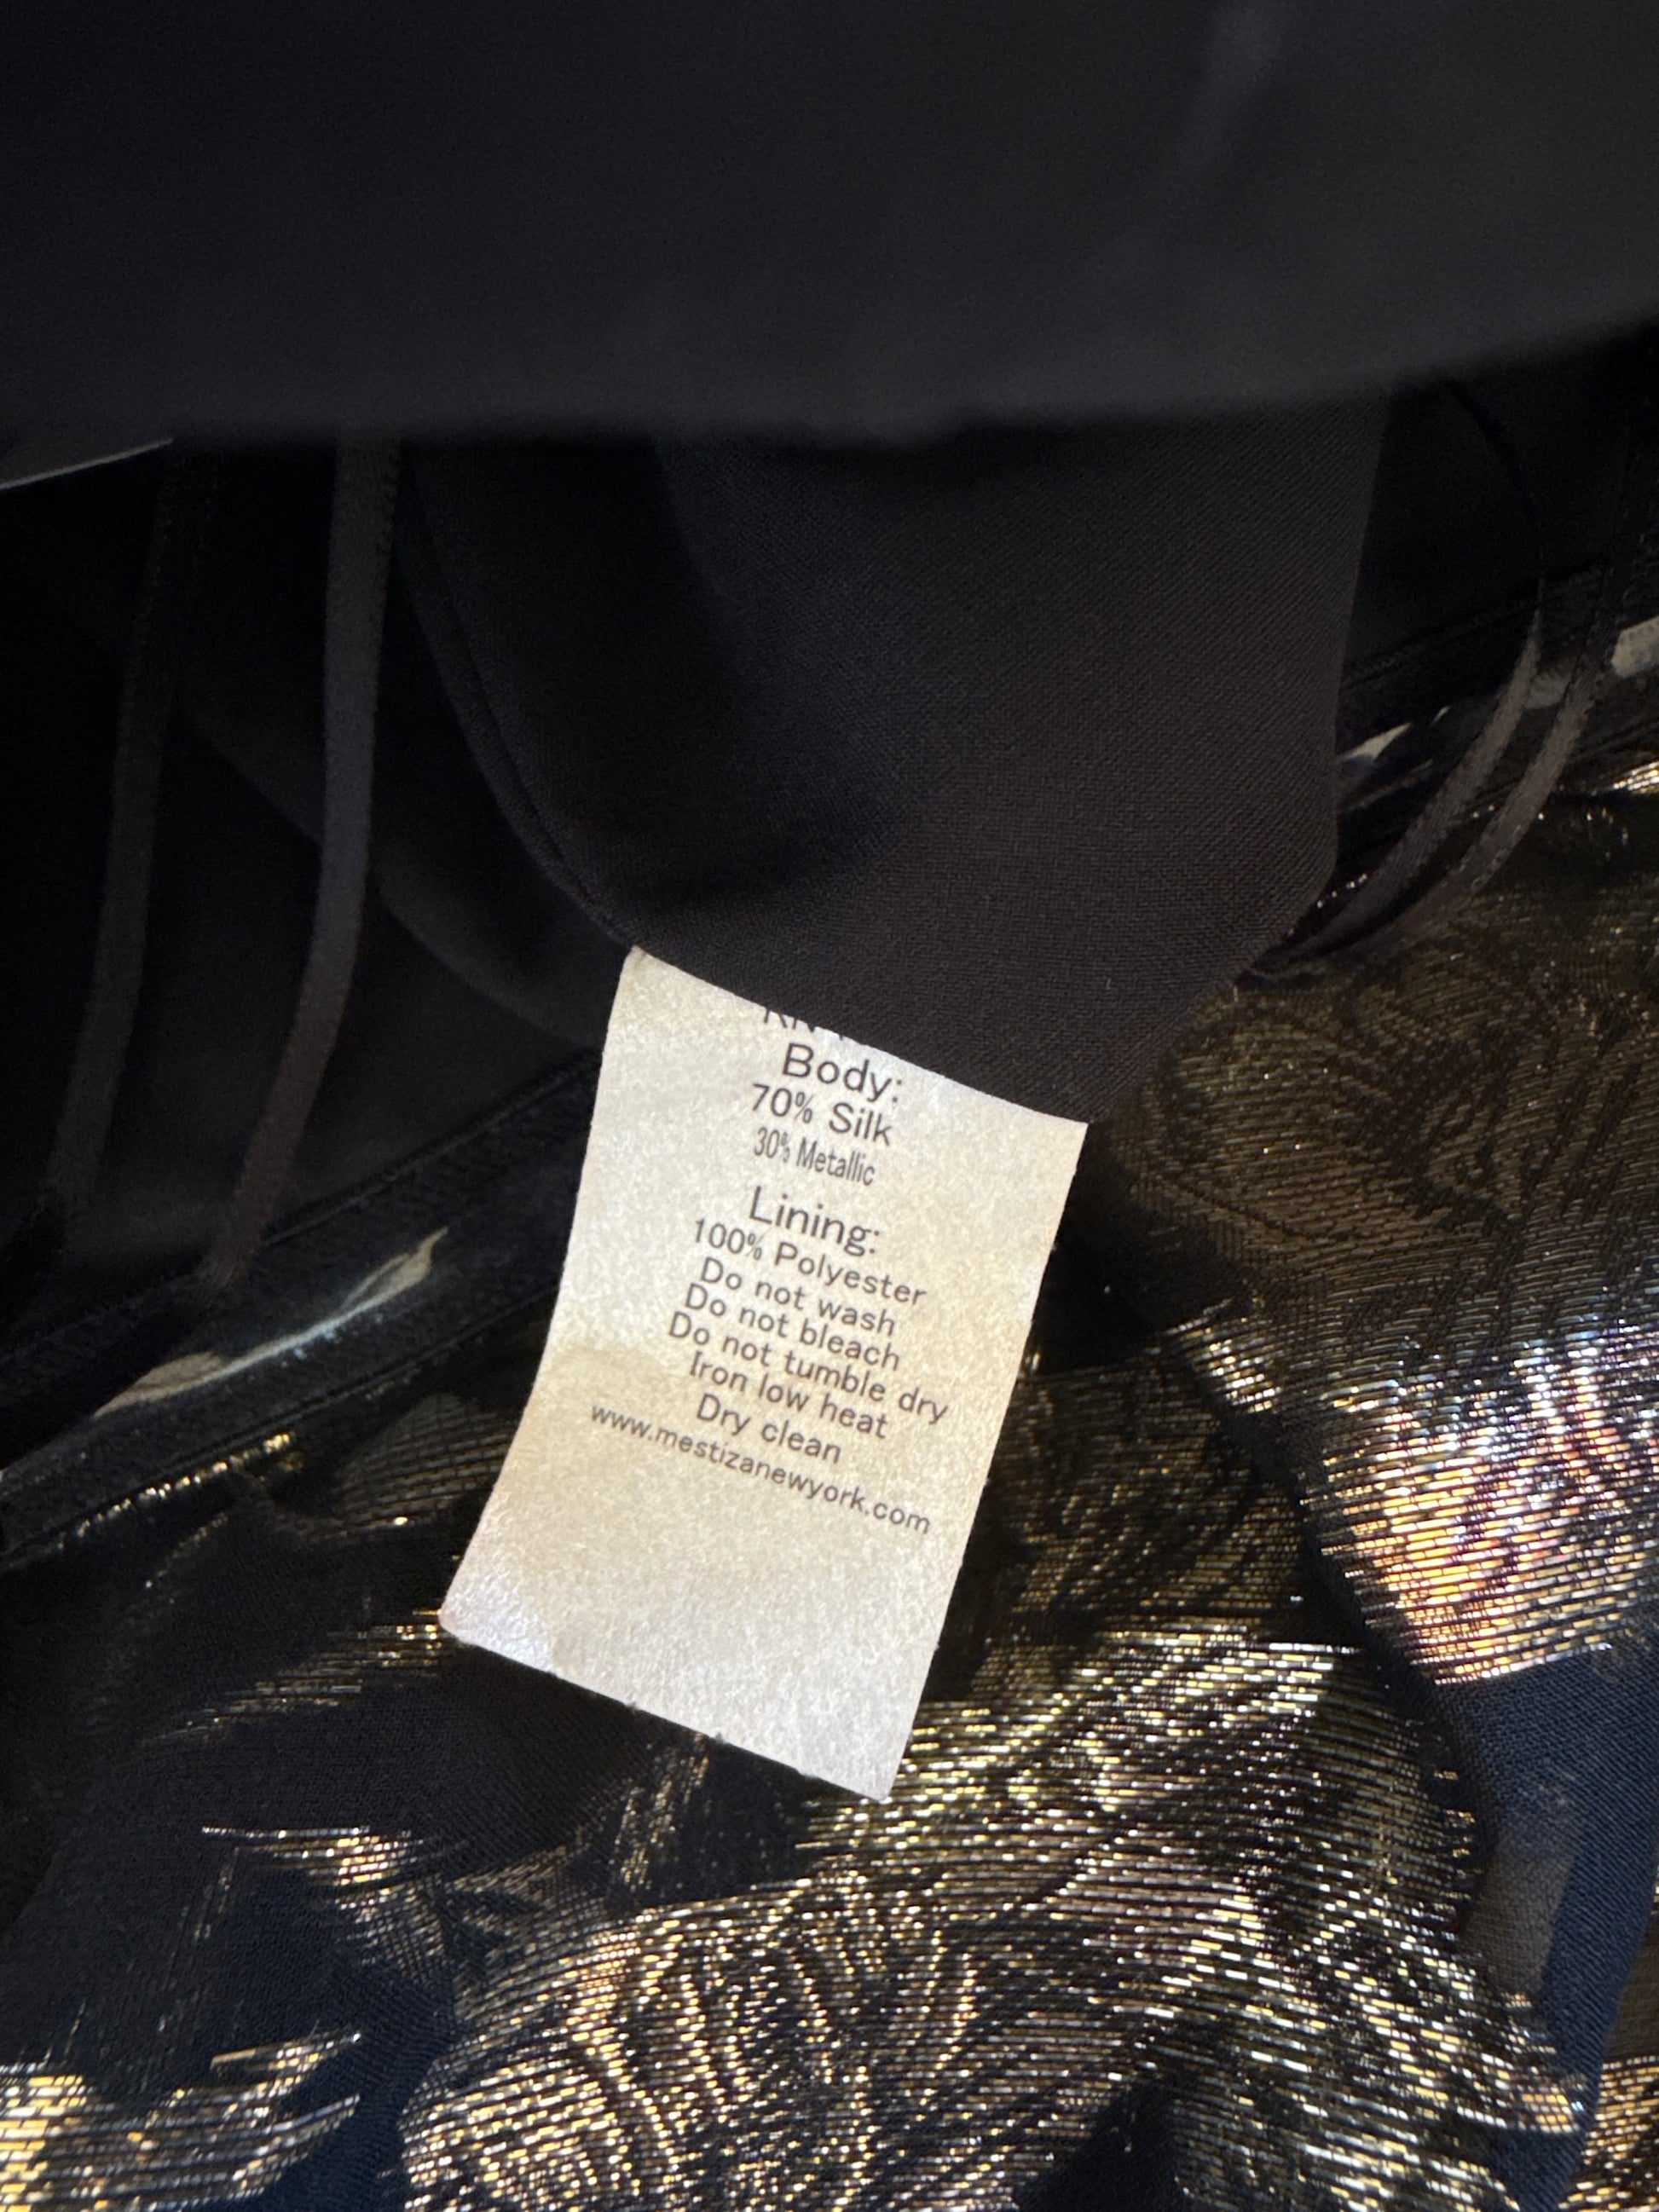 Body:
70% Silk
30% Metallic
Lining:
100% Polyester
Do not wash
Do not bleach
Do not tumble dry
Iron low heat
Dry clean
www.mestizanewyork.com